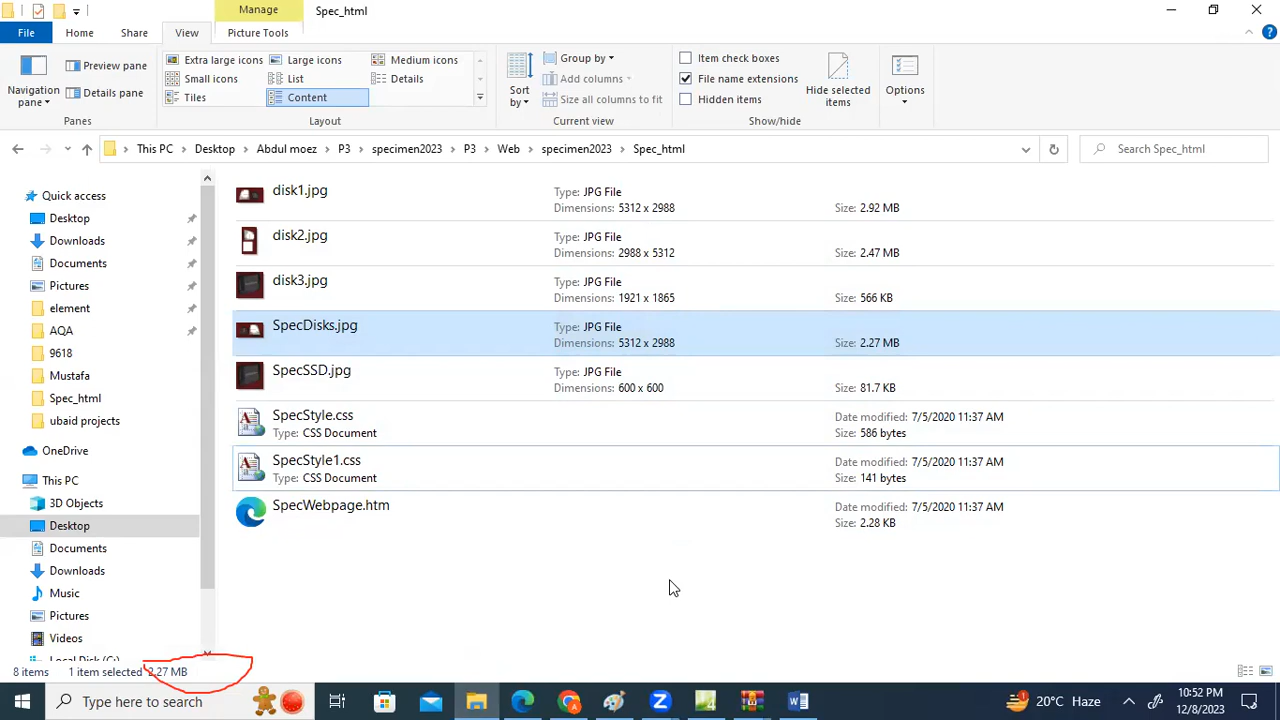 Manage
Spec_html
File
Home
Share
View
Picture Tools
Navigation pane
Preview pane
Details pane
Panes
Extra large icons
Large icons
Medium icons
Small icons
List
Details
Tiles
Content
Layout
Sort by
Group by
Add columns
Size all columns to fit
Current view
Item check boxes
File name extensions
Hidden items
Show/hide
Hide selected items
Options
This PC
Desktop
Abdul moez
P3
specimen2023
P3
Web
specimen2023
Spec_html
Search Spec_html
Quick access
Desktop
Downloads
Documents
Pictures
element
AQA
9618
Mustafa
Spec_html
ubaid projects
OneDrive
This PC
3D Objects
Desktop
Documents
Downloads
Music
Pictures
Videos
Local Disk (C:)
disk1.jpg
Type: JPG File
Dimensions: 5312 x 2988
Size: 2.92 MB
disk2.jpg
Type: JPG File
Dimensions: 2988 x 5312
Size: 2.47 MB
disk3.jpg
Type: JPG File
Dimensions: 1921 x 1865
Size: 566 KB
SpecDisks.jpg
Type: JPG File
Dimensions: 5312 x 2988
Size: 2.27 MB
SpecSSD.jpg
Type: JPG File
Dimensions: 600 x 600
Size: 81.7 KB
SpecStyle.css
Type: CSS Document
Date modified: 7/5/2020 11:37 AM
Size: 586 bytes
SpecStyle1.css
Type: CSS Document
Date modified: 7/5/2020 11:37 AM
Size: 141 bytes
SpecWebpage.htm
Date modified: 7/5/2020 11:37 AM
Size: 2.28 KB
8 items
1 item selected 2.27 MB
Type here to search
20°C Haze
10:52 PM
12/8/2023